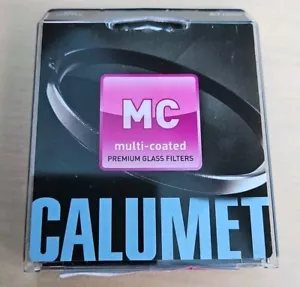 MC
multi-coated
PREMIUM GLASS FILTERS
CALUMET